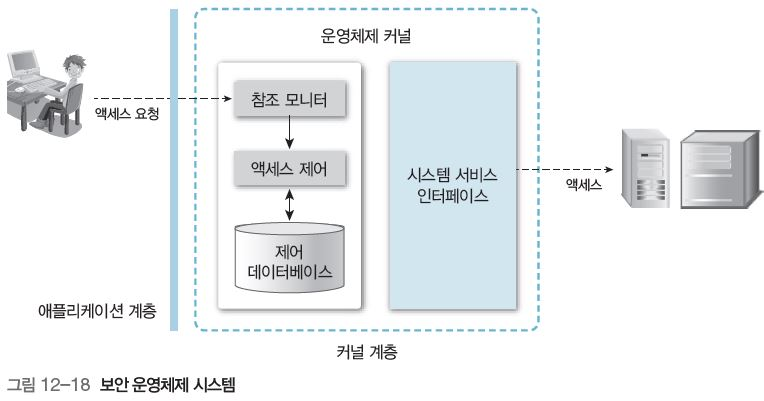 운영체제 커널
참조 모니터
액세스 요청
액세스 제어
시스템 서비스
인터페이스
액세스
제어
데이터베이스
애플리케이션 계층
커널 계층
그림 12-18 보안 운영체제 시스템